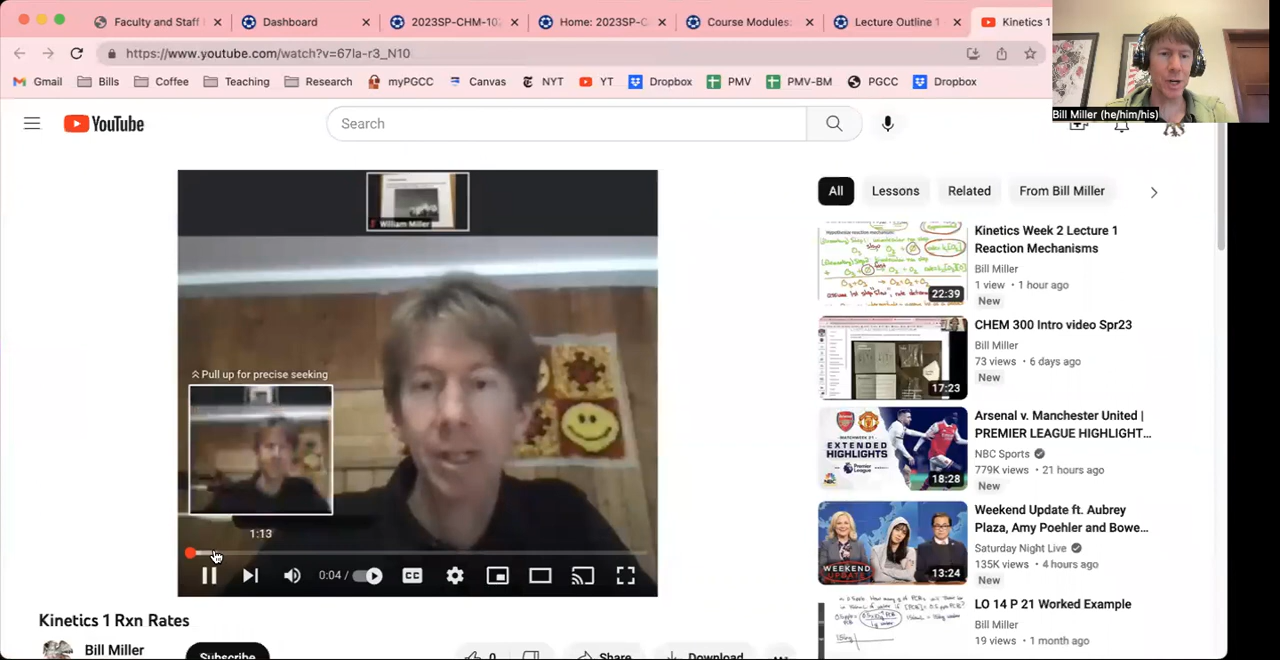 Faculty and Staff
Dashboard
2023SP-CHM-10
Home: 2023SP-
Course Modules:
Lecture Outline 1
Kinetics 1
https://www.youtube.com/watch?v=67la-r3_N10
Gmail Bills Coffee Teaching Research myPGCC Navas NYT YT Dropbox PMV PMV-BM PGCC Dropbox
Bill Miller (he/him/his)
YouTube
Search
William Miller
Pull up for precise seeking
1:13
0:04 /
CC
Kinetics 1 Rxn Rates
Bill Miller
Subscribe
0
Share
Download
All
Lessons
Related
From Bill Miller
22:39
Kinetics Week 2 Lecture 1
Reaction Mechanisms
Bill Miller
1 view • 1 hour ago
New
17:23
CHEM 300 Intro video Spr23
Bill Miller
73 views • 6 days ago
New
EXTENDED
HIGHLIGHTS
18:28
Arsenal v. Manchester United |
PREMIER LEAGUE HIGHLIGHT...
NBC Sports
779K views • 21 hours ago
New
WEEKEND
UPDATE
13:24
Weekend Update ft. Aubrey
Plaza, Amy Poehler and Bowe...
Saturday Night Live
135K views • 4 hours ago
New
LO 14 P 21 Worked Example
Bill Miller
19 views • 1 month ago